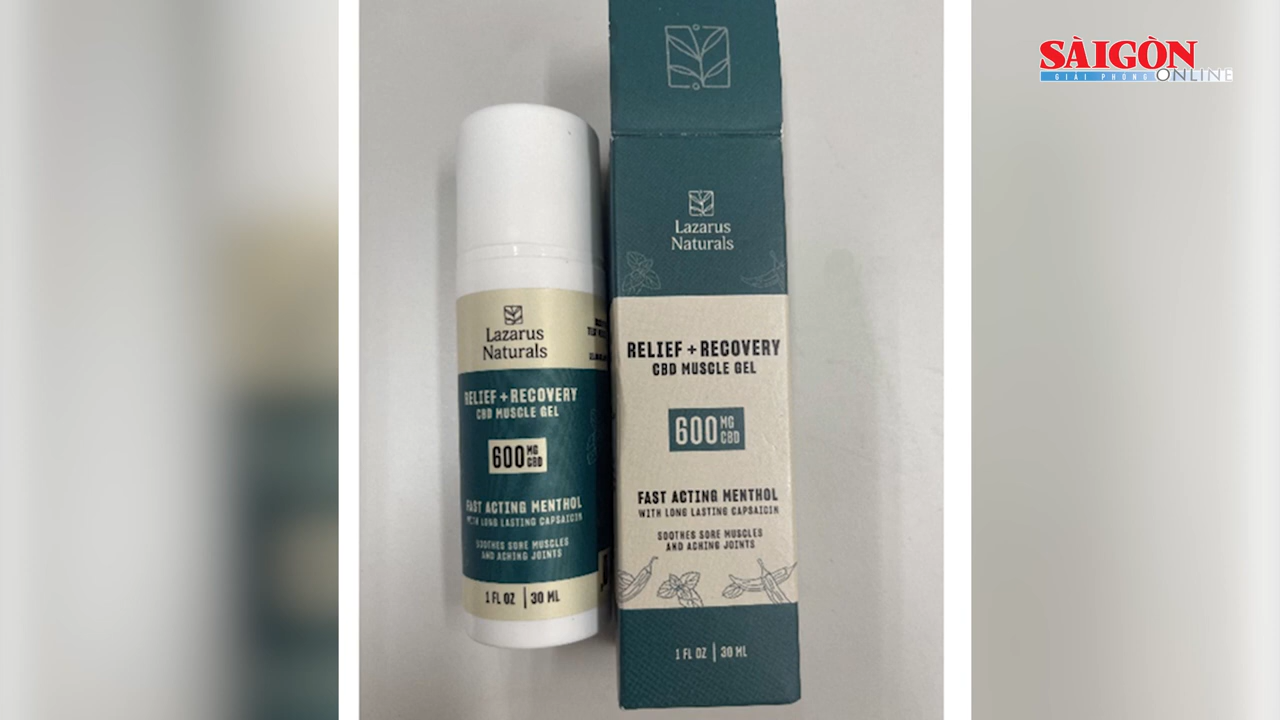 SÀIGÒN
GIẢI PHÓNG ONLINE
Lazarus
Naturals
RELIEF + RECOVERY
CBD MUSCLE GEL
600 MG
CBD
FAST ACTING MENTHOL
WITH LONG LASTING CAPSAICIN
SOOTHES SORE MUSCLES
AND ACHING JOINTS
1 FL OZ | 30 ML
Lazarus
Naturals
RELIEF + RECOVERY
CBD MUSCLE GEL
600 MG
CBD
FAST ACTING MENTHOL
WITH LONG LASTING CAPSAICIN
SOOTHES SORE MUSCLES
AND ACHING JOINTS
1 FL OZ | 30 ML